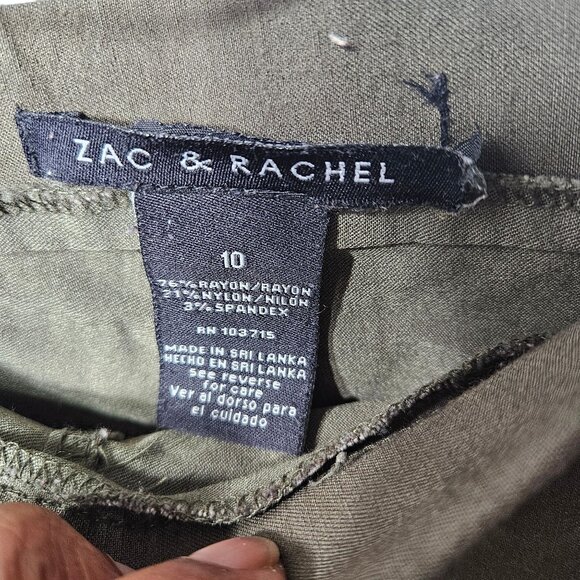 ZAC & RACHEL
10
76% RAYON/RAYON
21% NYLON/NILON
3% SPANDEX
RN 103715
MADE IN SRI LANKA
HECHO EN SRI LANKA
see reverse
for care
Ver al dorso para
el cuidado